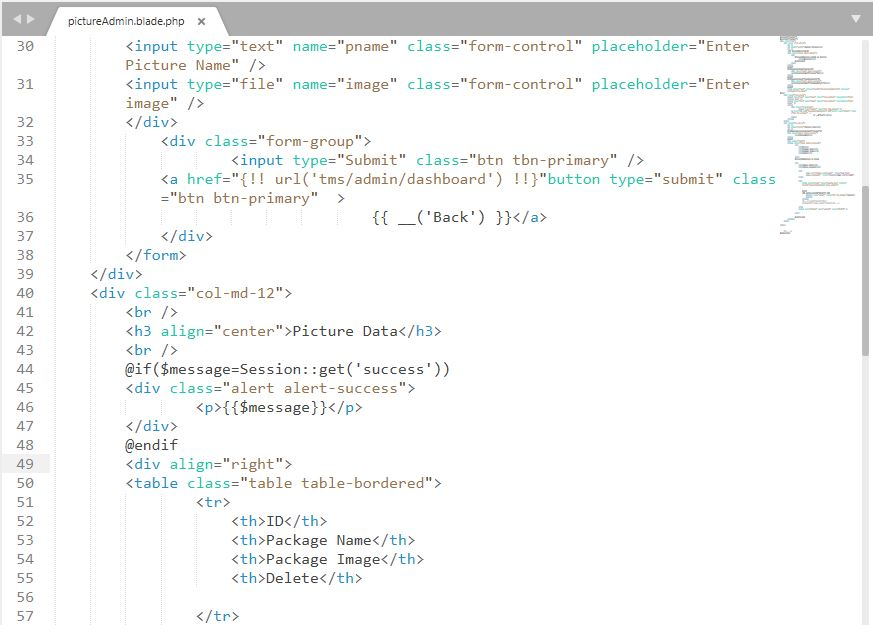 pictureAdmin.blade.php ×
30 <input type="text" name="pname" class="form-control" placeholder="Enter
Picture Name" />
31 <input type="file" name="image" class="form-control" placeholder="Enter
image" />
32 </div>
33 <div class="form-group">
34 <input type="Submit" class="btn tbn-primary" />
35 <a href="{!! url('tms/admin/dashboard') !!}"button type="submit" class
="btn btn-primary" >
36 {{ __('Back') }}</a>
37 </div>
38 </form>
39 </div>
40 <div class="col-md-12">
41 <br />
42 <h3 align="center">Picture Data</h3>
43 <br />
44 @if($message=Session::get('success'))
45 <div class="alert alert-success">
46 <p>{{$message}}</p>
47 </div>
48 @endif
49 <div align="right">
50 <table class="table table-bordered">
51 <tr>
52 <th>ID</th>
53 <th>Package Name</th>
54 <th>Package Image</th>
55 <th>Delete</th>
56
57 </tr>